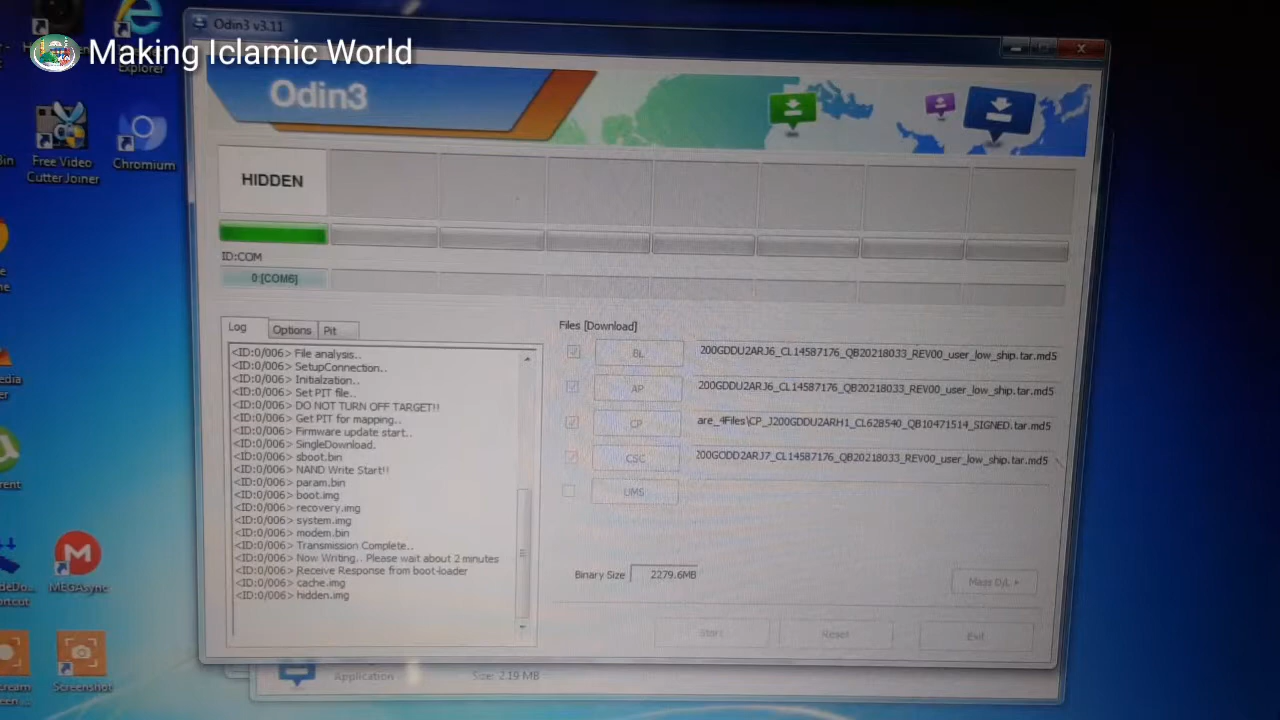 Odin3 v3.11
Making Iclamic World
Explorer
Odin3
Free Video
CutterJoiner
Chromium
HIDDEN
ID:COM
0 [COM6]
Log
Options
Pit
<ID:0/006> File analysis..
<ID:0/006> SetupConnection..
<ID:0/006> Initialzation..
<ID:0/006> Set PIT file..
<ID:0/006> DO NOT TURN OFF TARGET!!
<ID:0/006> Get PIT for mapping..
<ID:0/006> Firmware update start..
<ID:0/006> SingleDownload.
<ID:0/006> sboot.bin
<ID:0/006> NAND Write Start!!
<ID:0/006> param.bin
<ID:0/006> boot.img
<ID:0/006> recovery.img
<ID:0/006> system.img
<ID:0/006> modem.bin
<ID:0/006> Transmission Complete..
<ID:0/006> Now Writing.. Please wait about 2 minutes
<ID:0/006> Receive Response from boot-loader
<ID:0/006> cache.img
<ID:0/006> hidden.img
Files [Download]
BL
200GDDU2ARJ6_CL14587176_QB20218033_REV00_user_low_ship.tar.md5
AP
200GDDU2ARJ6_CL14587176_QB20218033_REV00_user_low_ship.tar.md5
CP
are_4Files\CP_J200GDDU2ARH1_CL628540_QB10471514_SIGNED.tar.md5
CSC
200GODD2ARJ7_CL14587176_QB20218033_REV00_user_low_ship.tar.md5
UMS
Binary Size
2279.6MB
Mass D/L
Start
Reset
Exit
MEGAsync
Screenshot
Application
Size: 2.19 MB